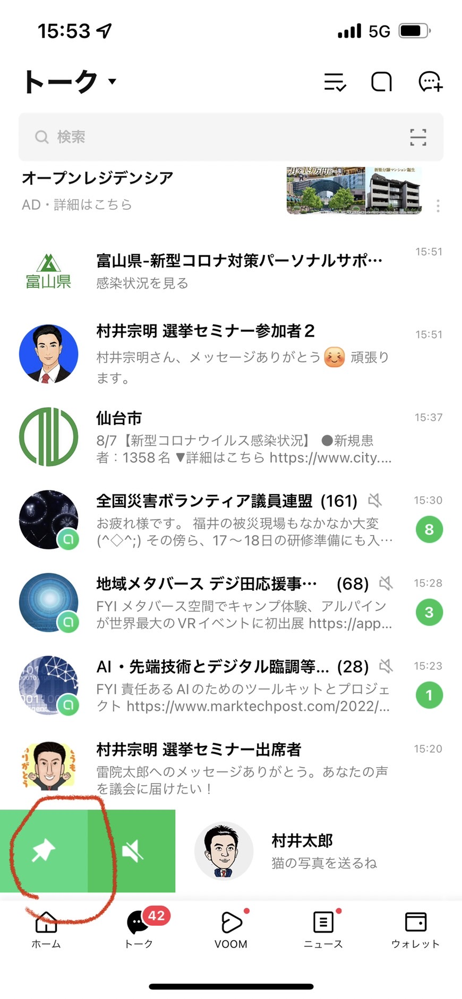 15:53
5G
トーク
検索
オープンレジデンシア
AD・詳細はこちら
月々19万円台~
新築分譲マンション誕生
富山県
富山県-新型コロナ対策パーソナルサポ…
15:51
感染状況を見る
村井宗明 選挙セミナー参加者2
15:51
村井宗明さん、メッセージありがとう 頑張り
ます。
仙台市
15:37
8/7【新型コロナウイルス感染状況】 ●新規患
者：1358名 ▼詳細はこちら https://www.city....
全国災害ボランティア議員連盟 (161)
15:30
お疲れ様です。 福井の被災現場もなかなか大変
(^◇^;) その傍ら、17〜18日の研修準備にも入…
8
地域メタバース デジ田応援事… (68)
15:28
FYI メタバース空間でキャンプ体験、アルパイン
が世界最大のVRイベントに初出展 https://app...
3
AI・先端技術とデジタル臨調等... (28)
15:23
FYI 責任あるAIのためのツールキットとプロジェ
クト https://www.marktechpost.com/2022/...
1
村井宗明 選挙セミナー出席者
15:20
雷院太郎へのメッセージありがとう。あなたの声
を議会に届けたい！
村井太郎
猫の写真を送るね
42
ホーム
トーク
VOOM
ニュース
ウォレット